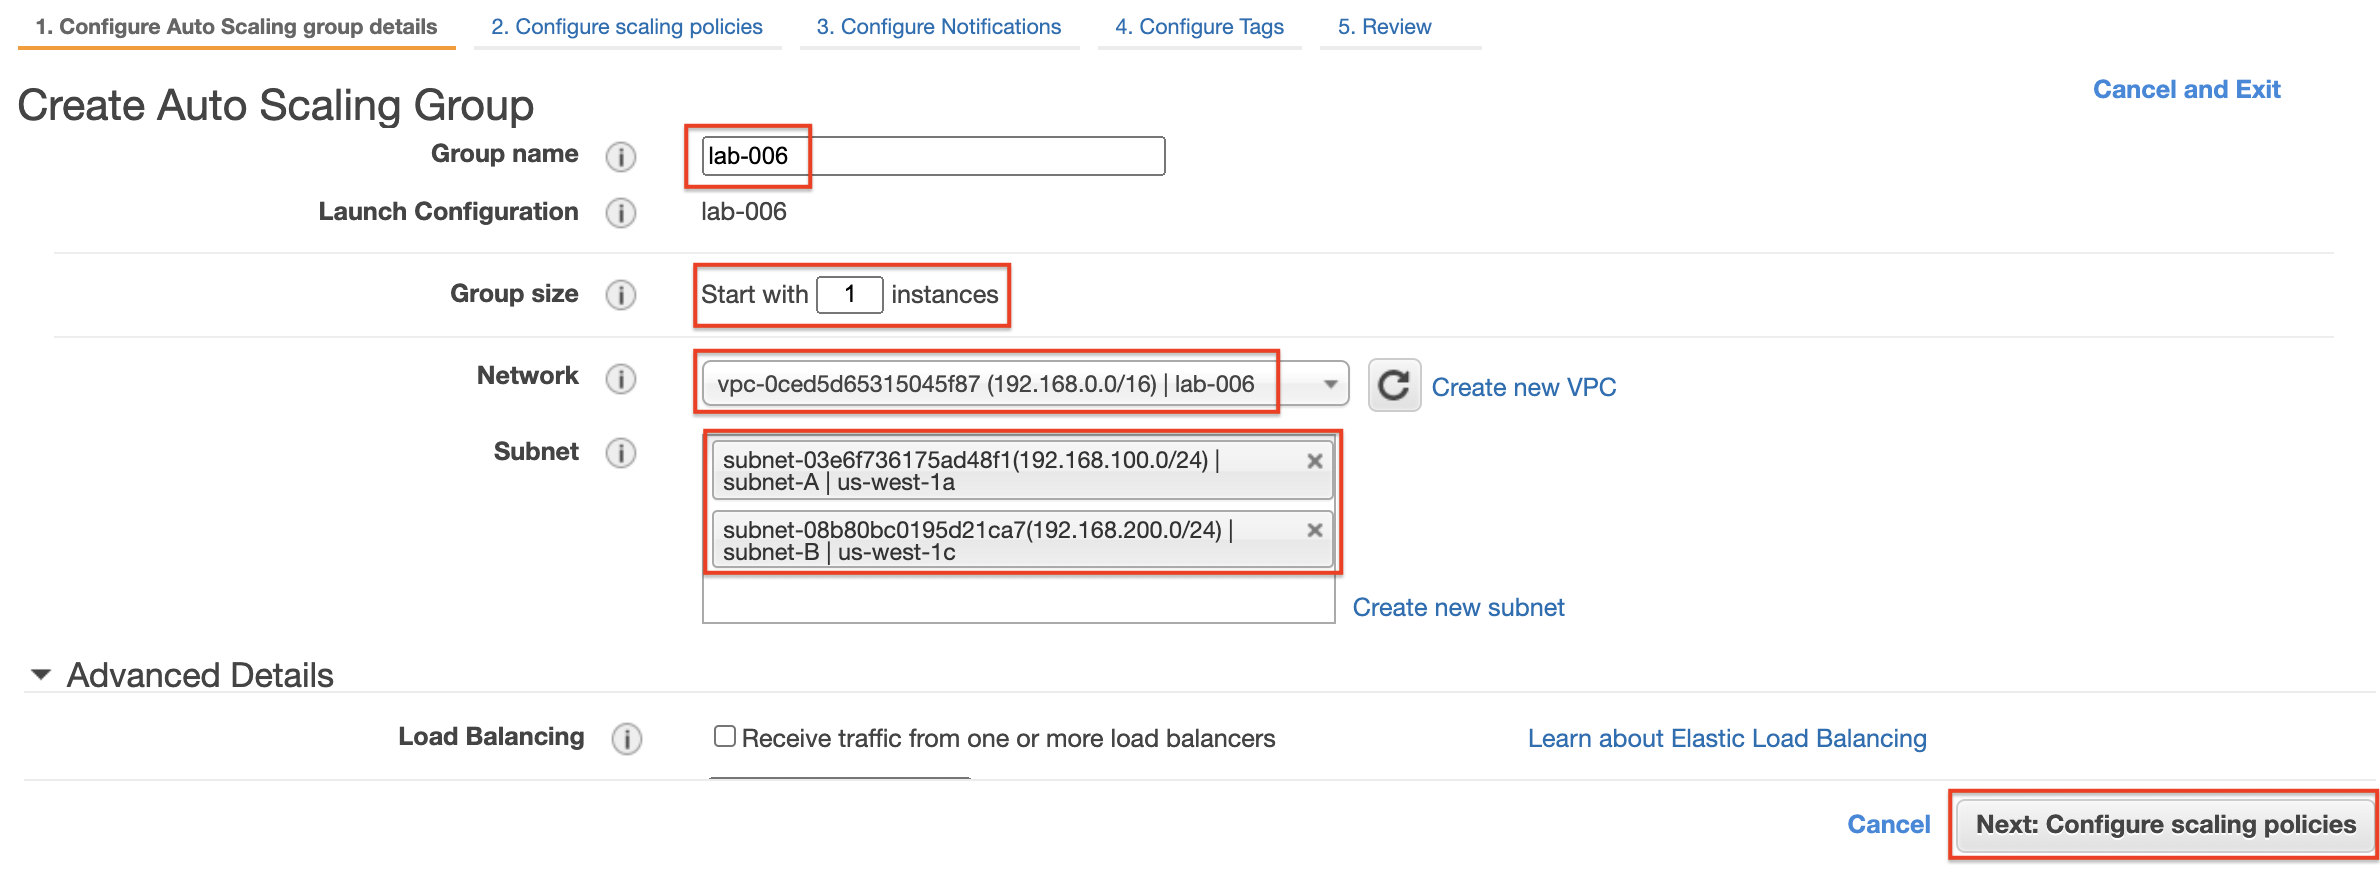 1. Configure Auto Scaling group details 2. Configure scaling policies 3. Configure Notifications 4. Configure Tags 5. Review
Cancel and Exit
Create Auto Scaling Group
Group name lab-006
Launch Configuration lab-006
Group size Start with 1 instances
Network vpc-0ced5d65315045f87 (192.168.0.0/16) | lab-006 Create new VPC
Subnet subnet-03e6f736175ad48f1(192.168.100.0/24) |
subnet-A | us-west-1a
subnet-08b80bc0195d21ca7(192.168.200.0/24) |
subnet-B | us-west-1c
Create new subnet
Advanced Details
Load Balancing Receive traffic from one or more load balancers Learn about Elastic Load Balancing
Cancel Next: Configure scaling policies